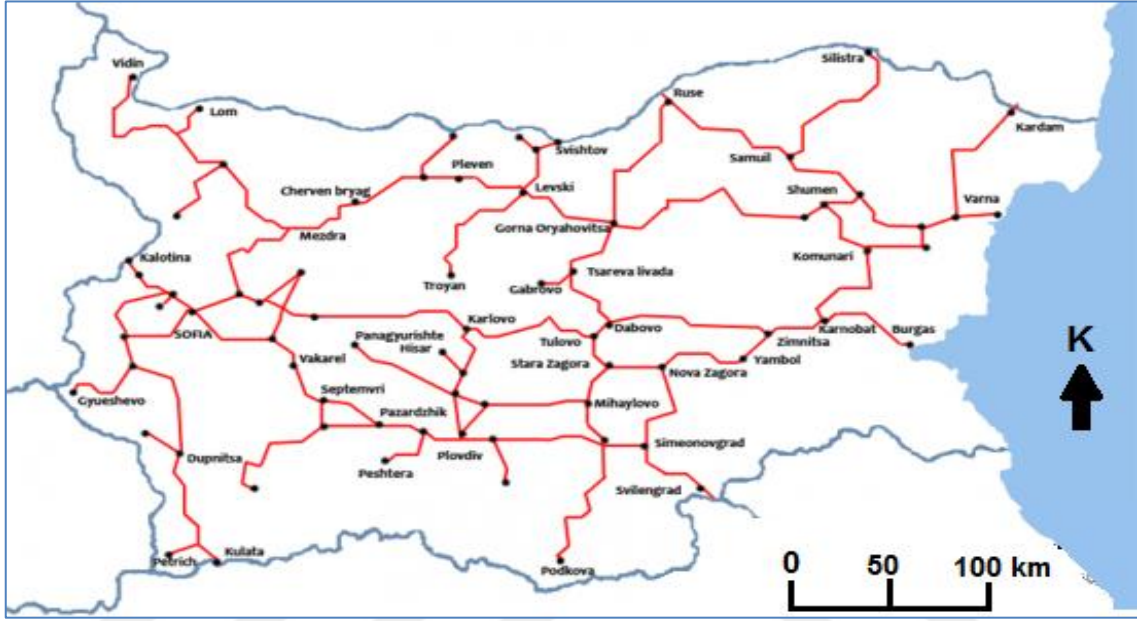 Silistra
Vidin
Ruse
Lom
Kardam
Svishtov
Samuil
Pleven
Cherven bryag
Levski
Shumen
Varna
Gorna Oryahovitsa
Mezdra
Komunari
Kalotina
Tsareva livada
Troyan
Gabrovo
Karlovo
Dabovo
Karnobat
Burgas
SOFIA
Panagyurishte
Tulovo
Zimnitsa
K
Hisar
Yambol
Vakarel
Stara Zagora
Nova Zagora
Septemvri
Gyueshevo
Mihaylovo
Pazardzhik
Simeonovgrad
Dupnitsa
Plovdiv
Peshtera
Svilengrad
Petrich
Kulata
Podkova
0 50 100 km